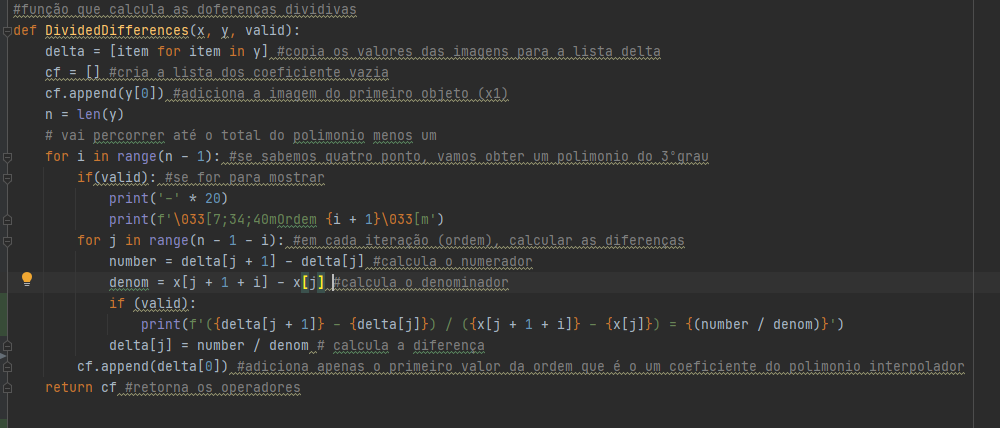 #função que calcula as doferenças dividivas
def DividedDifferences(x, y, valid):
    delta = [item for item in y] #copia os valores das imagens para a lista delta
    cf = [] #cria a lista dos coeficiente vazia
    cf.append(y[0]) #adiciona a imagem do primeiro objeto (x1)
    n = len(y)
    # vai percorrer até o total do polimonio menos um
    for i in range(n - 1): #se sabemos quatro ponto, vamos obter um polimonio do 3°grau
        if(valid): #se for para mostrar
            print('-' * 20)
            print(f'\033[7;34;40mOrdem {i + 1}\033[m')
        for j in range(n - 1 - i): #em cada iteração (ordem), calcular as diferenças
            number = delta[j + 1] - delta[j] #calcula o numerador
            denom = x[j + 1 + i] - x[j] #calcula o denominador
            if (valid):
                print(f'({delta[j + 1]} - {delta[j]}) / ({x[j + 1 + i]} - {x[j]}) = {(number / denom)}')
            delta[j] = number / denom # calcula a diferença
        cf.append(delta[0]) #adiciona apenas o primeiro valor da ordem que é o um coeficiente do polimonio interpolador
    return cf #retorna os operadores